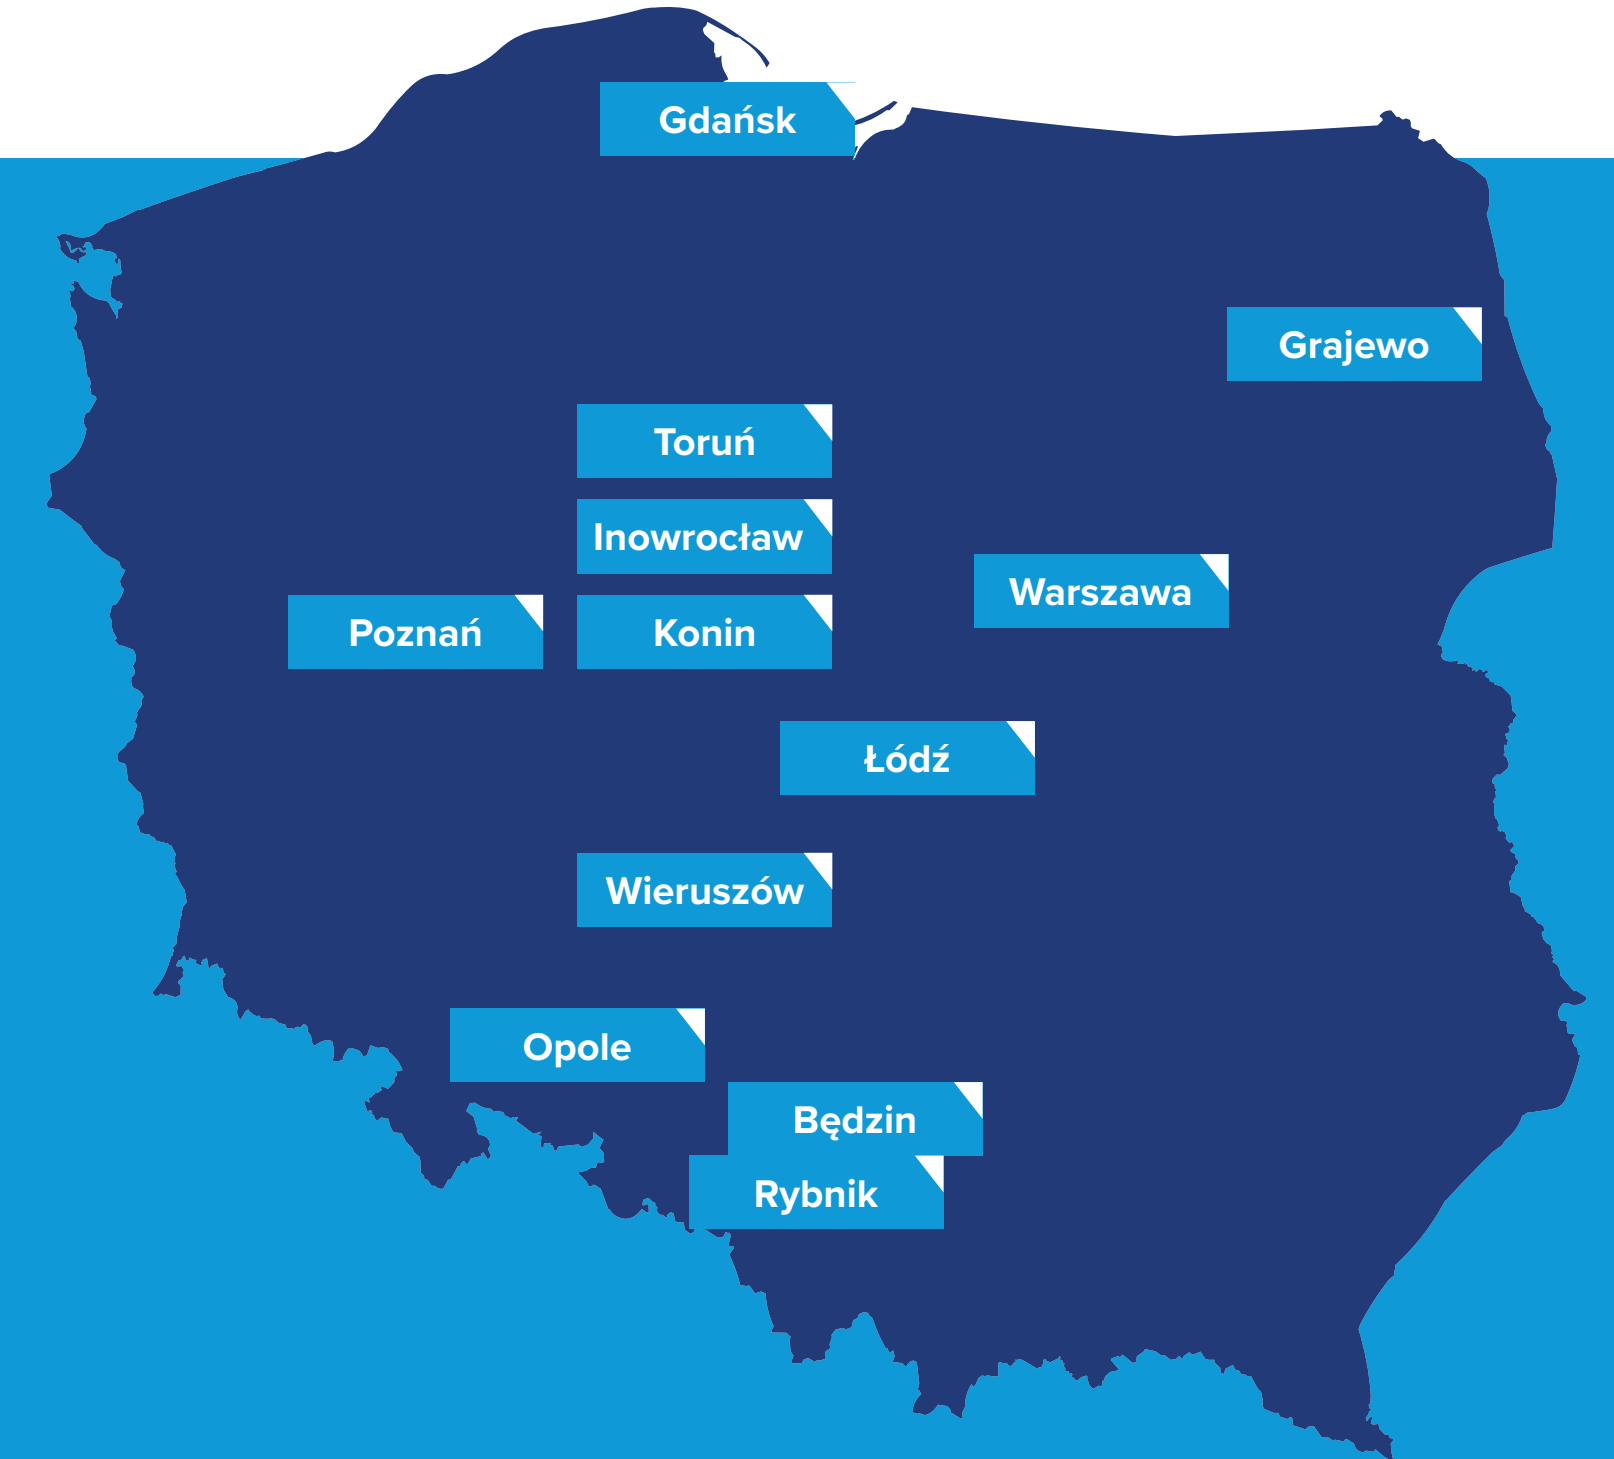 Gdańsk
Grajewo
Toruń
Inowrocław
Warszawa
Poznań
Konin
Łódź
Wieruszów
Opole
Będzin
Rybnik